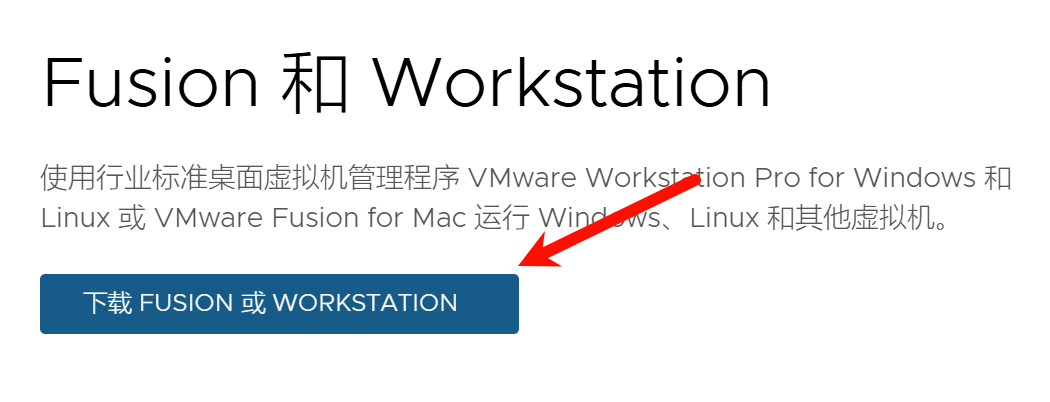 Fusion 和 Workstation
使用行业标准桌面虚拟机管理程序 VMware Workstation Pro for Windows 和
Linux 或 VMware Fusion for Mac 运行 Windows、Linux 和其他虚拟机。
下载 FUSION 或 WORKSTATION